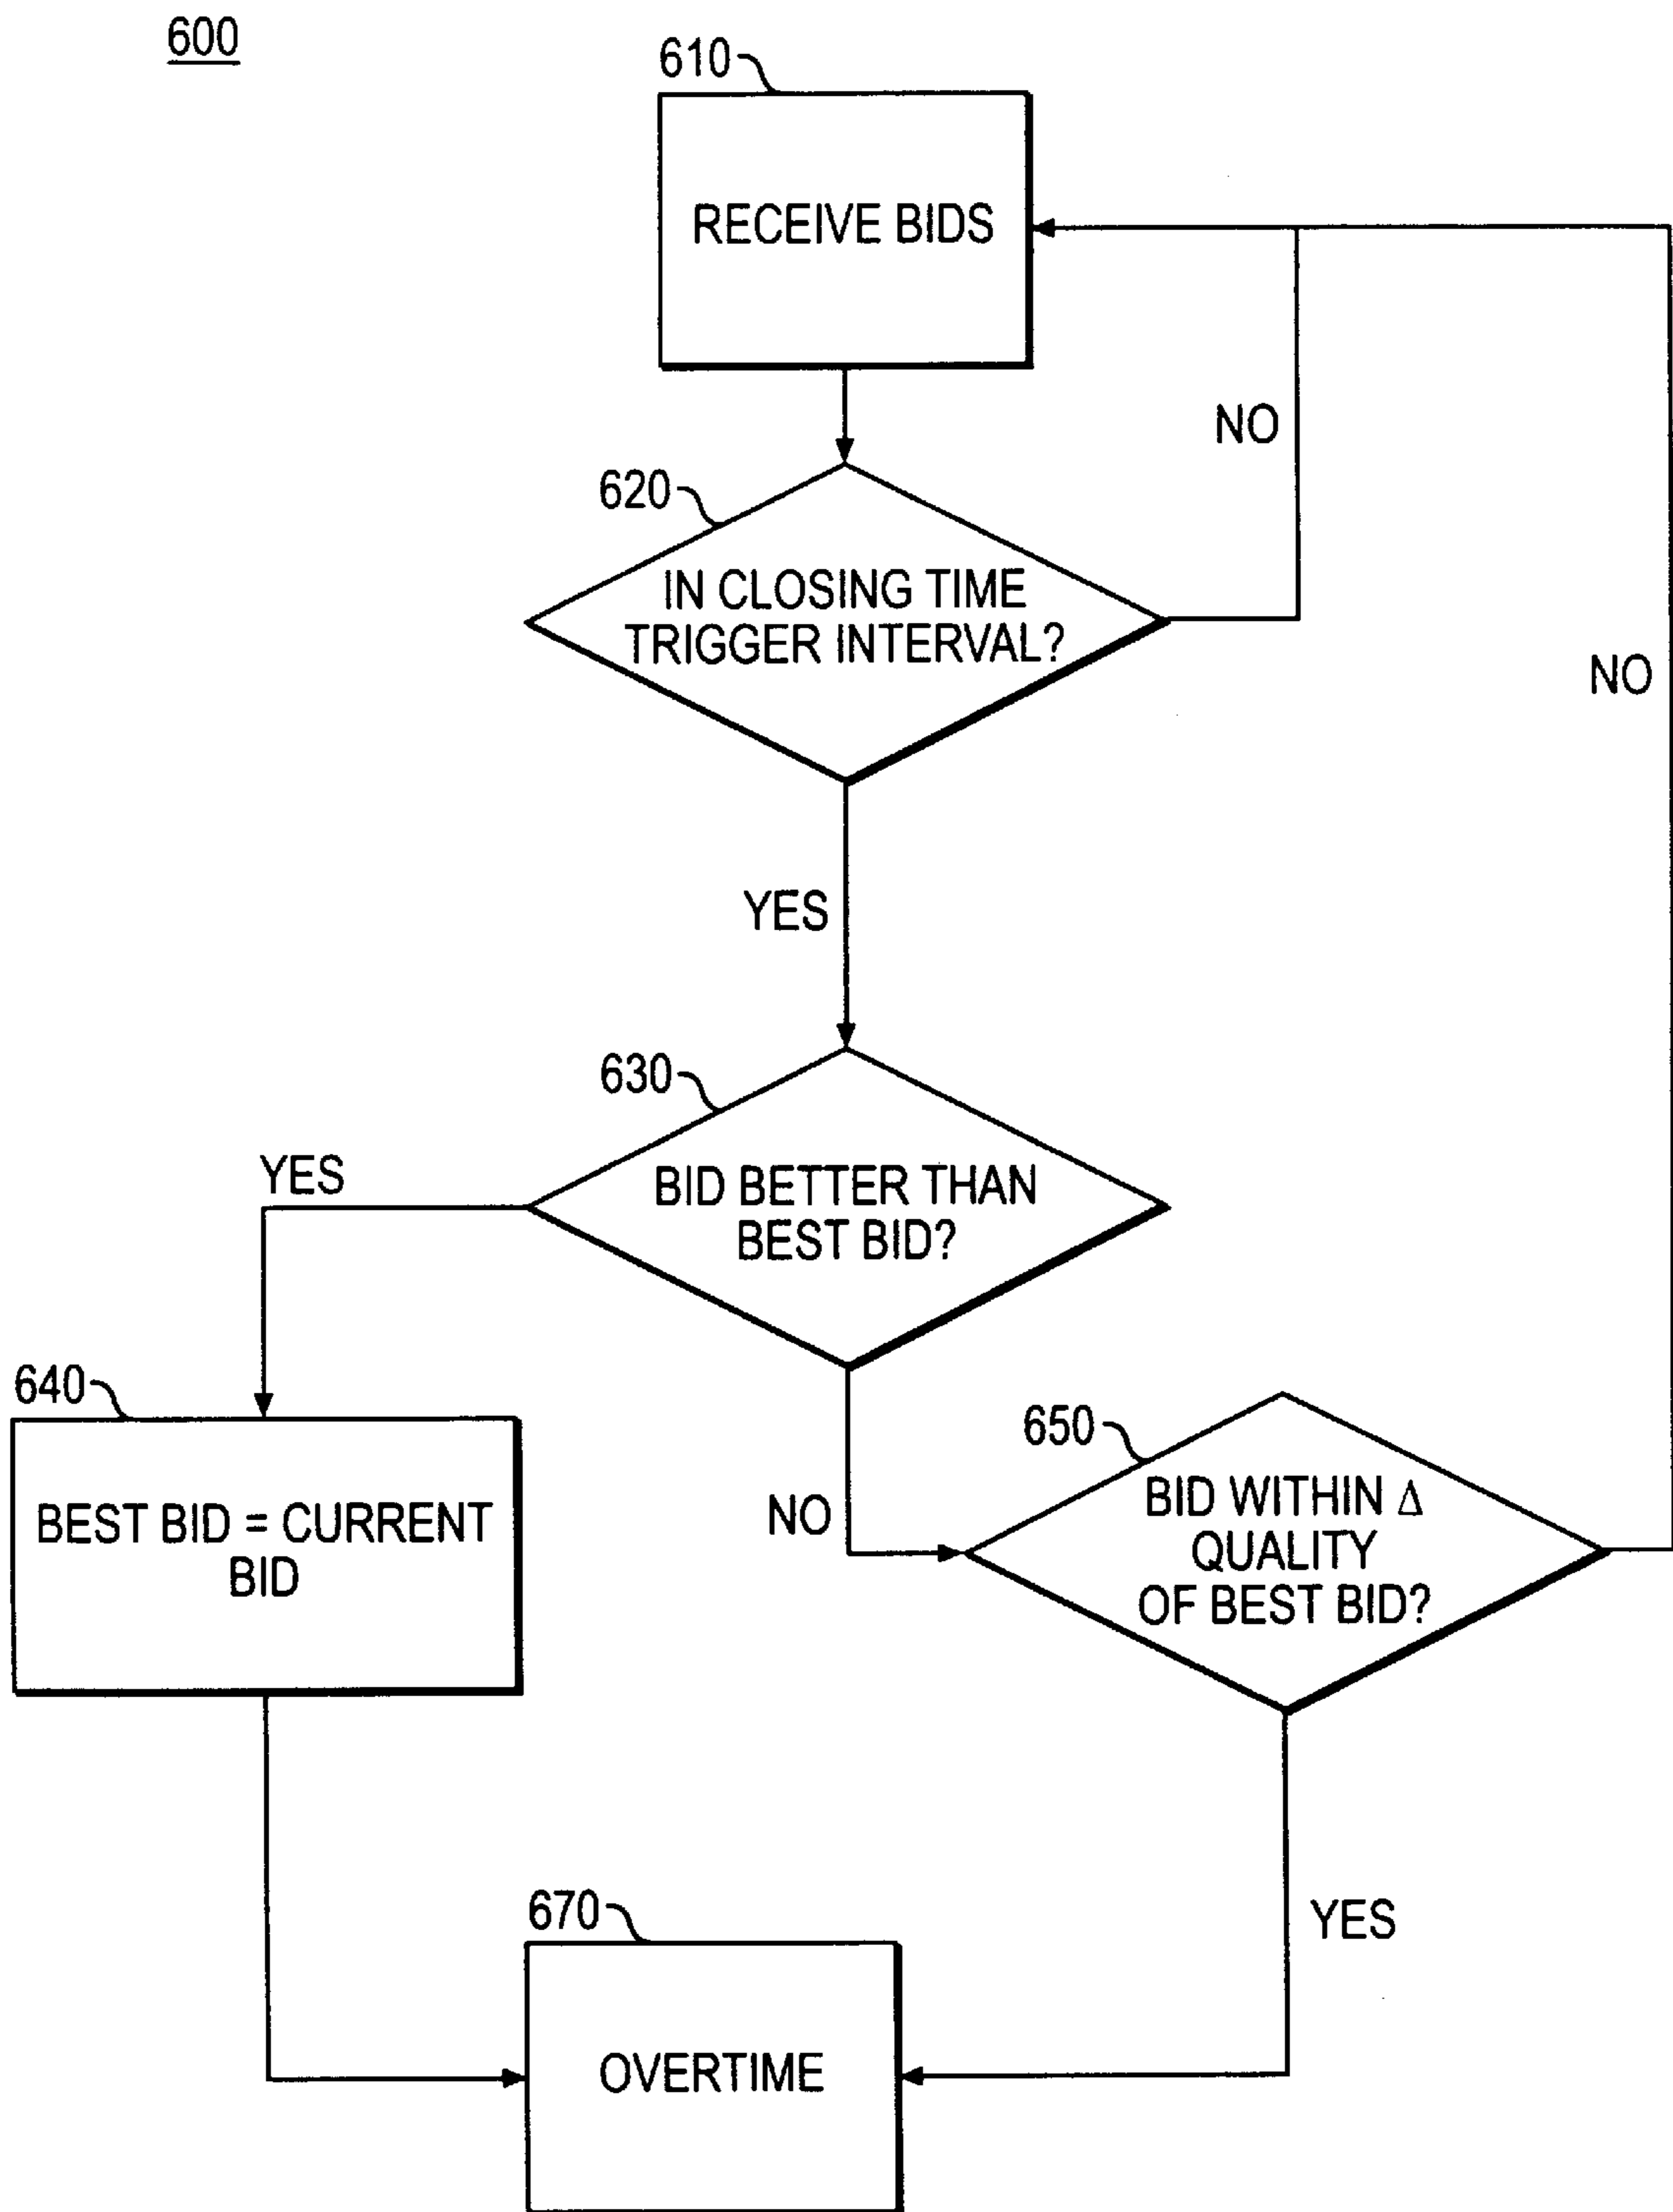 600
610
RECEIVE BIDS
NO
620
IN CLOSING TIME
TRIGGER INTERVAL?
NO
YES
630
YES
BID BETTER THAN
BEST BID?
640
BEST BID = CURRENT
BID
NO
650
BID WITHIN Δ
QUALITY
OF BEST BID?
YES
670
OVERTIME